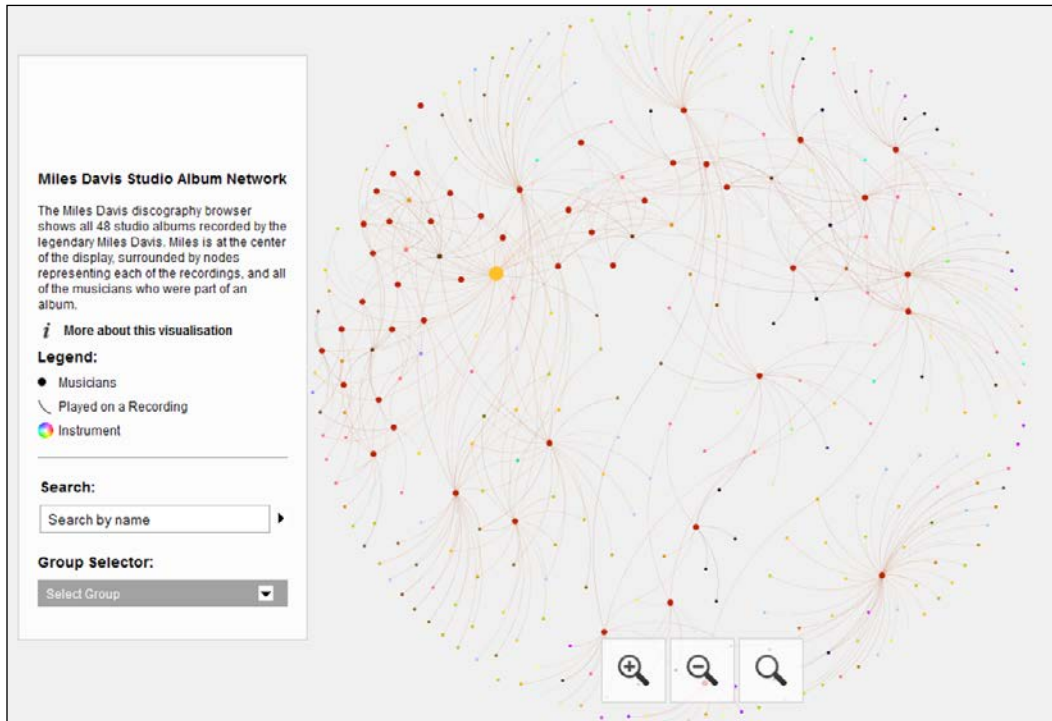 Miles Davis Studio Album Network
The Miles Davis discography browser
shows all 48 studio albums recorded by the
legendary Miles Davis. Miles is at the center
of the display, surrounded by nodes
representing each of the recordings, and all
of the musicians who were part of an
album.
i More about this visualisation
Legend:
Musicians
Played on a Recording
Instrument
Search:
Search by name
Group Selector:
Select Group